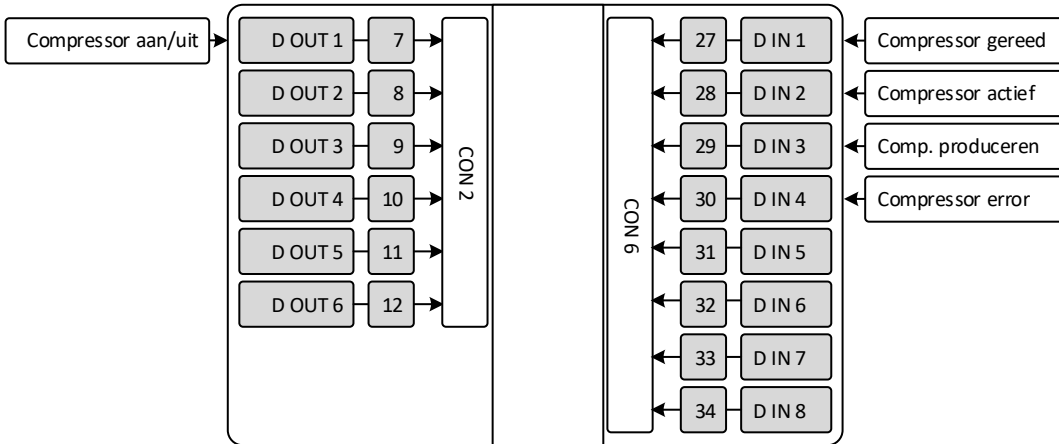 Compressor aan/uit
D OUT 1 7
D OUT 2 8
D OUT 3 9
D OUT 4 10
D OUT 5 11
D OUT 6 12
CON 2
CON 6
27 D IN 1 Compressor gereed
28 D IN 2 Compressor actief
29 D IN 3 Comp. produceren
30 D IN 4 Compressor error
31 D IN 5
32 D IN 6
33 D IN 7
34 D IN 8